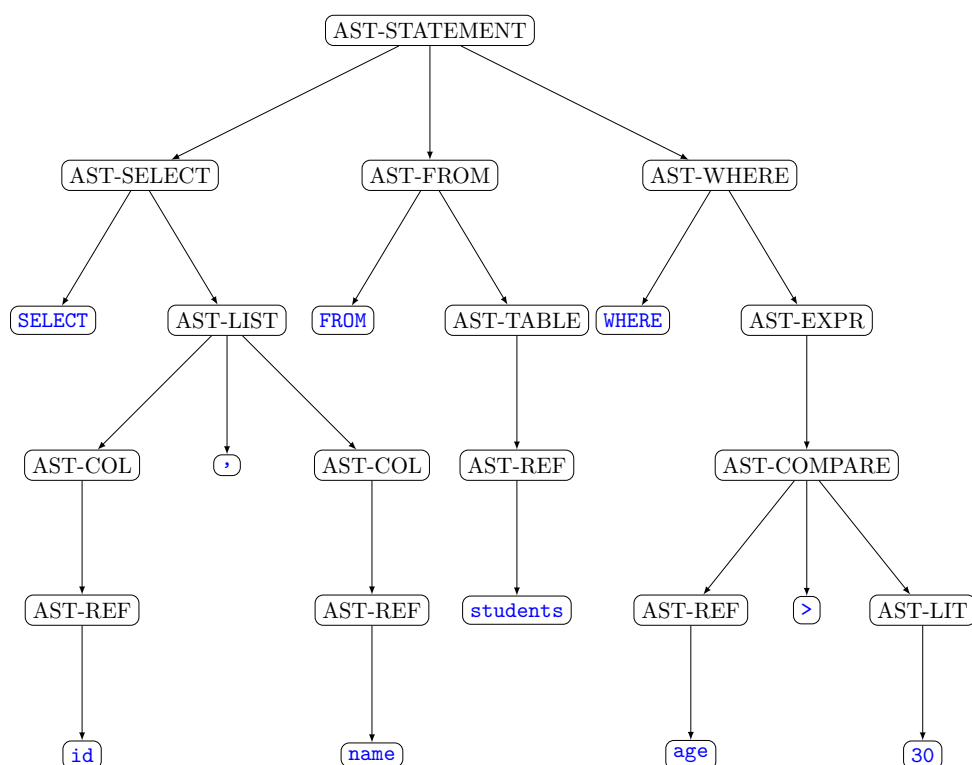 AST-STATEMENT
AST-SELECT AST-FROM AST-WHERE
SELECT AST-LIST FROM AST-TABLE WHERE AST-EXPR
AST-COL , AST-COL AST-REF AST-COMPARE
AST-REF AST-REF students AST-REF > AST-LIT
id name age 30